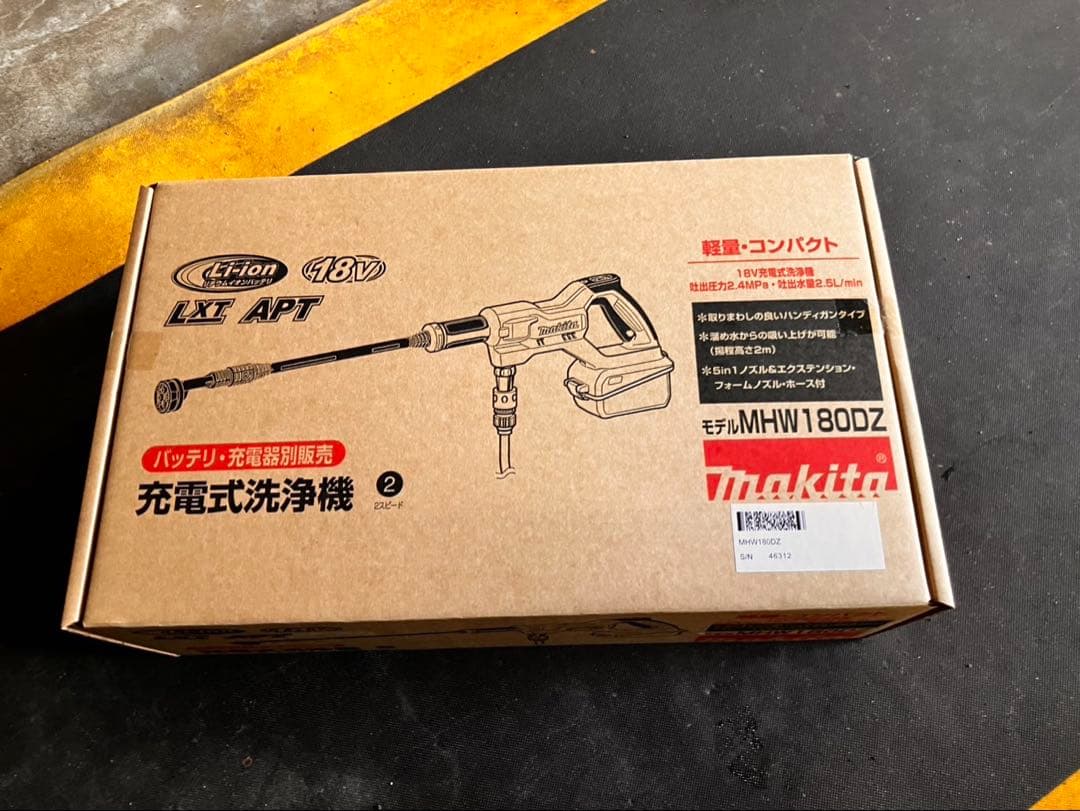 Li-ion
リチウムイオンバッテリ
18V
LXT APT
makita
バッテリ・充電器別販売
充電式洗浄機
2
2スピード
軽量・コンパクト
18V充電式洗浄機
吐出圧力2.4MPa・吐出水量2.5L/min
＊取りまわしの良いハンディガンタイプ
＊溜め水からの吸い上げが可能
（揚程高さ2m）
＊5in1ノズル&エクステンション・
フォームノズル・ホース付
モデルMHW180DZ
makita®
MHW180DZ
S/N 46312